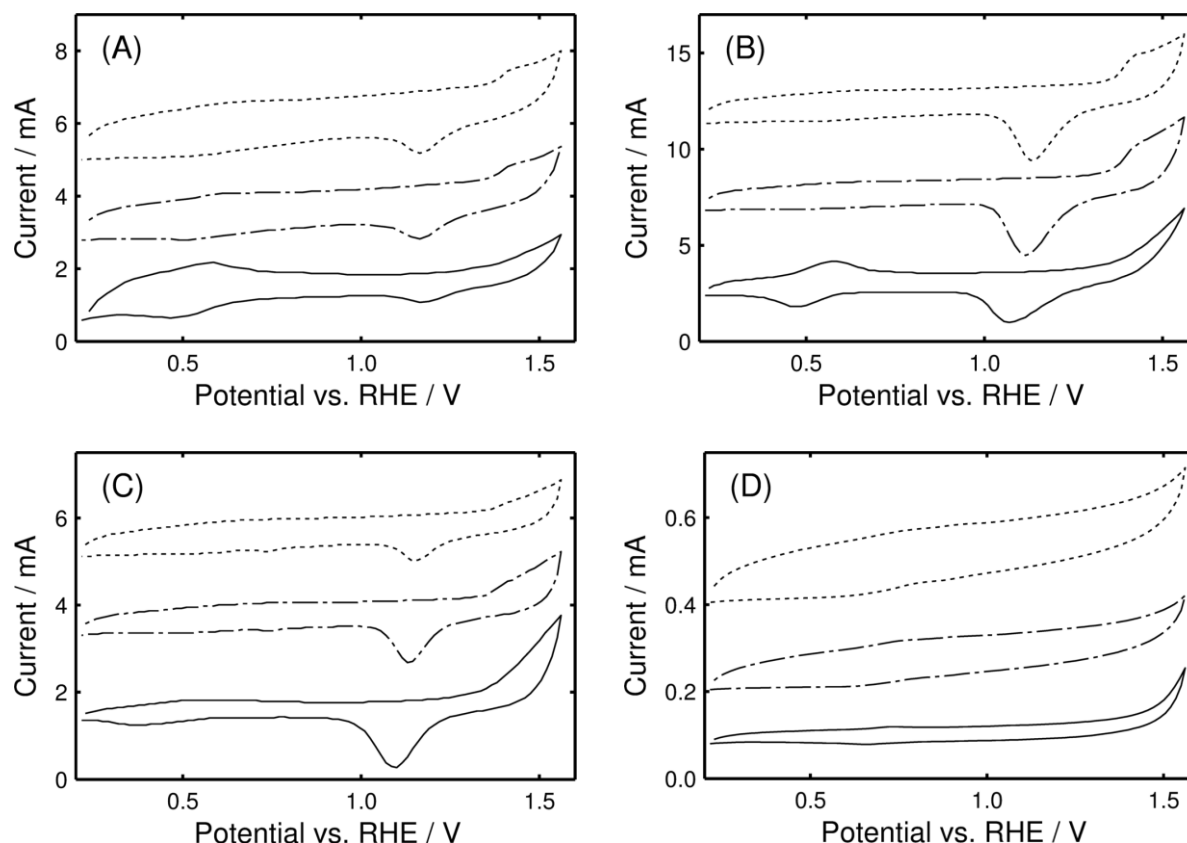 (A)
8
6
4
2
0
Current / mA
0.5 1.0 1.5
Potential vs. RHE / V
(B)
15
10
5
0
Current / mA
0.5 1.0 1.5
Potential vs. RHE / V
(C)
6
4
2
0
Current / mA
0.5 1.0 1.5
Potential vs. RHE / V
(D)
0.6
0.4
0.2
0.0
Current / mA
0.5 1.0 1.5
Potential vs. RHE / V